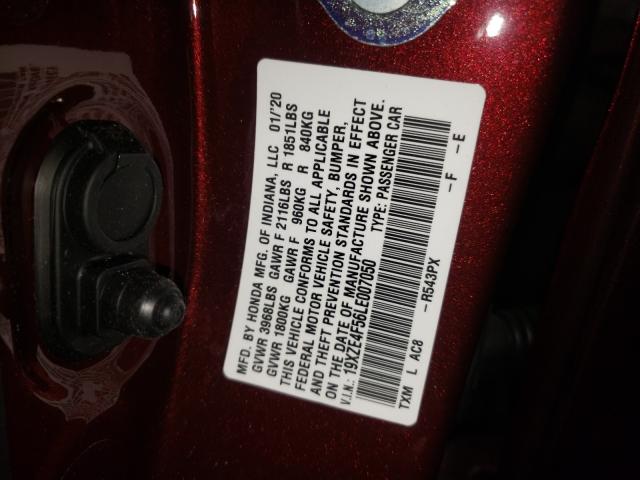 MFD. BY HONDA MFG. OF INDIANA, LLC 01/'20
GVWR 3968LBS GAWR F 2116LBS R 1851LBS
GVWR 1800KG GAWR F 960KG R 840KG
THIS VEHICLE CONFORMS TO ALL APPLICABLE
FEDERAL MOTOR VEHICLE SAFETY, BUMPER,
AND THEFT PREVENTION STANDARDS IN EFFECT
ON THE DATE OF MANUFACTURE SHOWN ABOVE.
V.I.N.: 19XZE4F56LE007050 TYPE: PASSENGER CAR
TXM L AC8 -R543PX -F -E